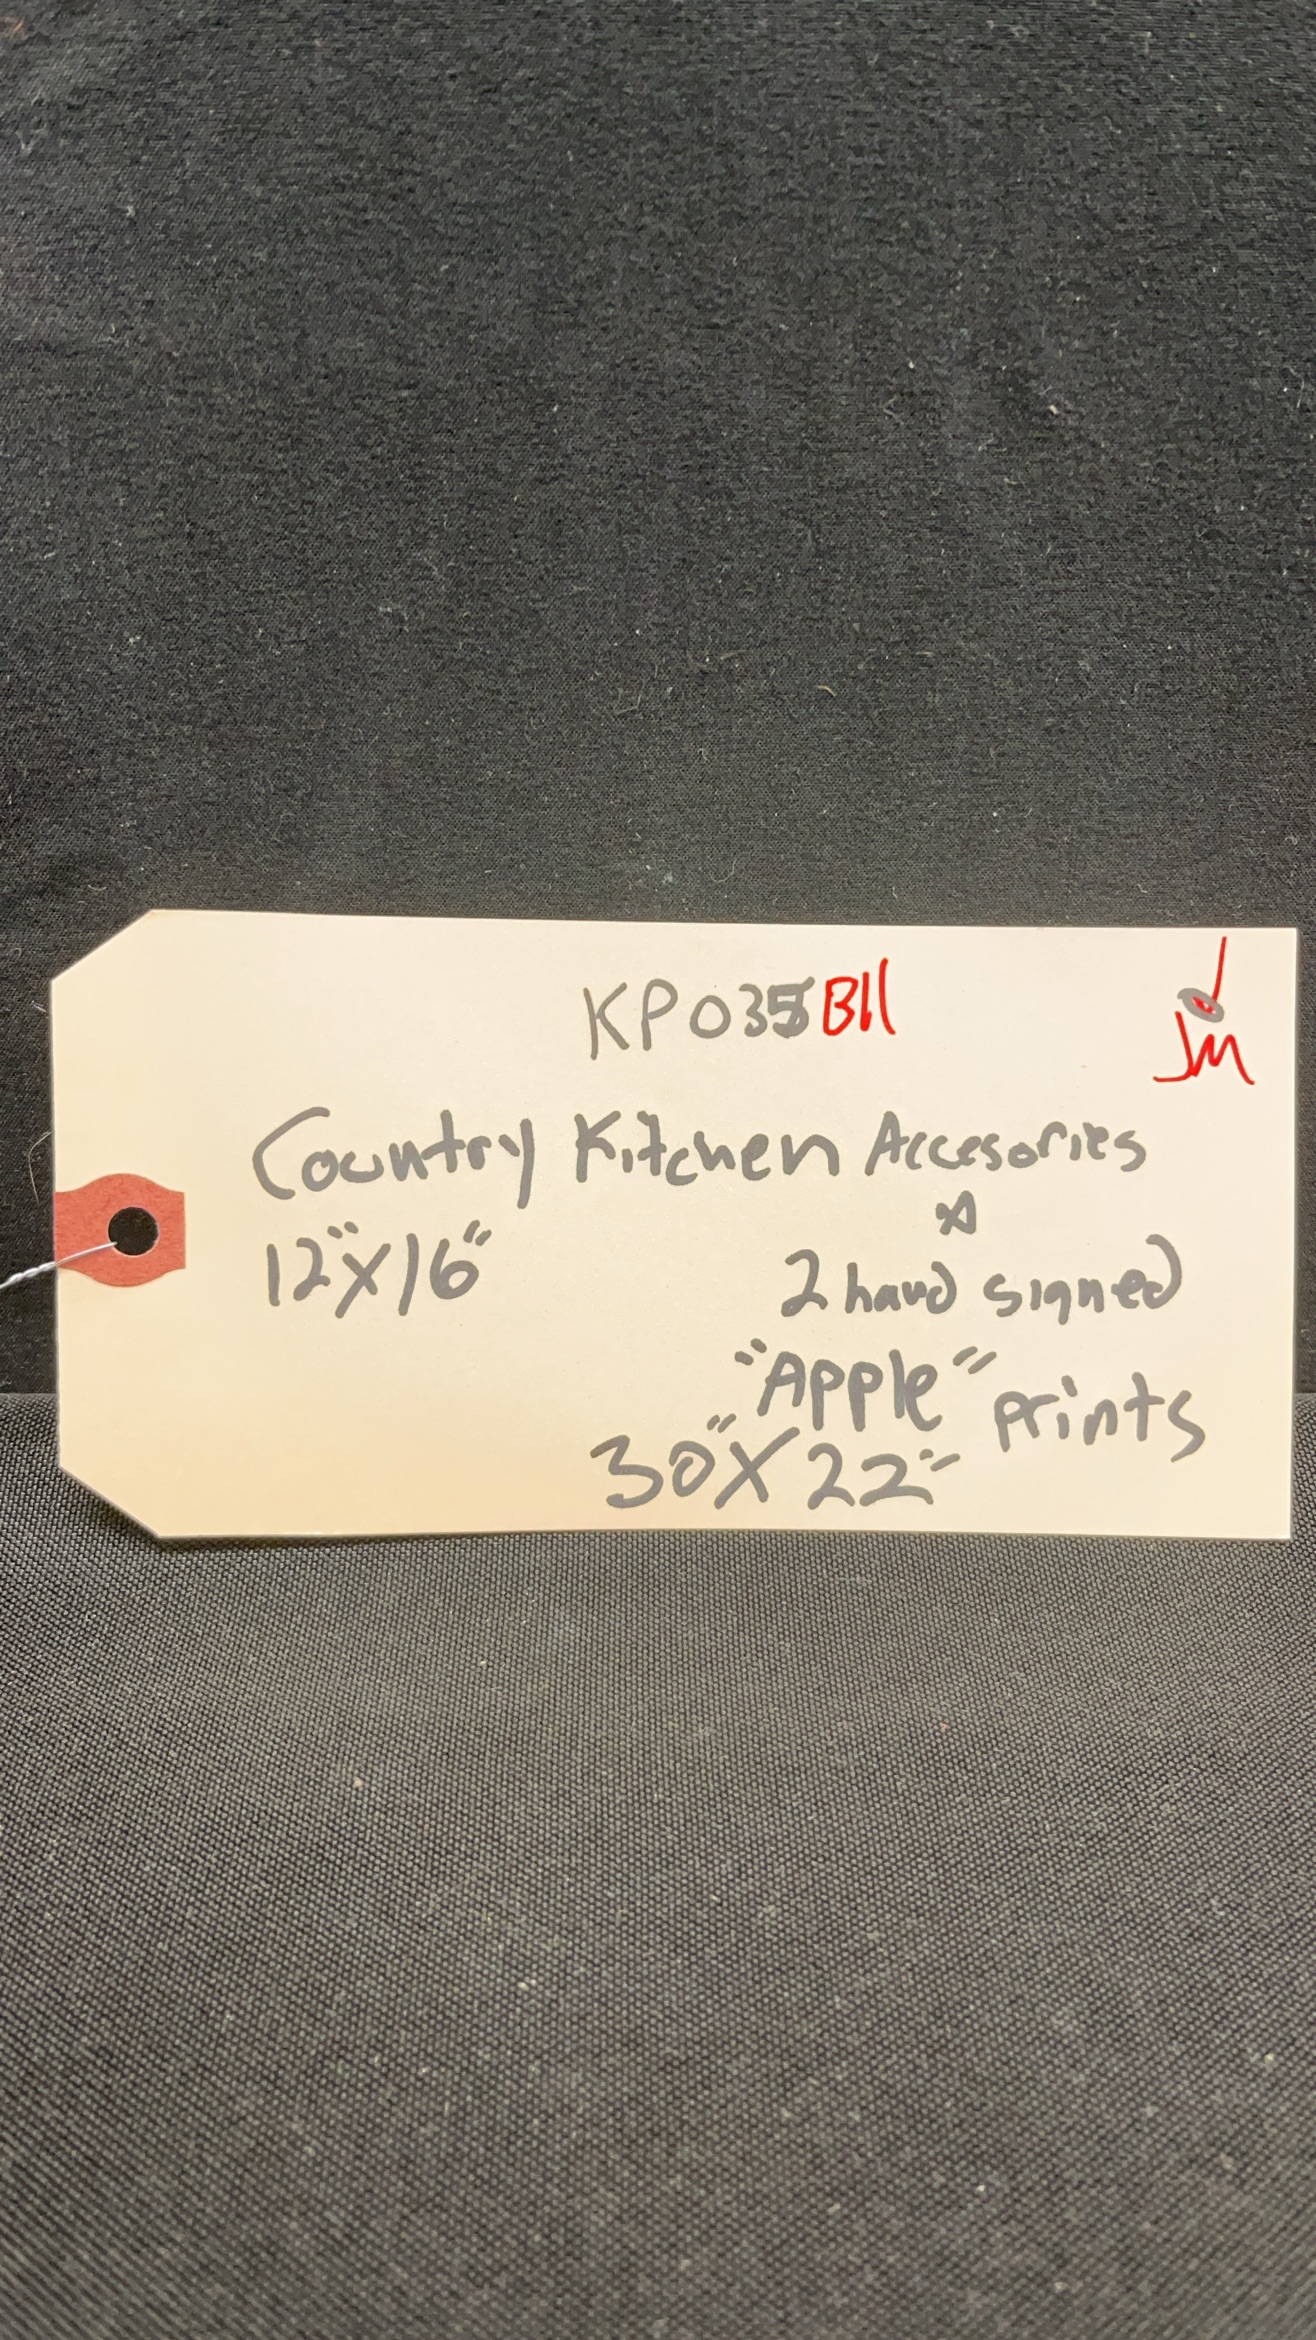 KP035B11
JM
Country Kitchen Accesories
12"X16"
&
2 hand signed
"Apple" prints
30"X22"